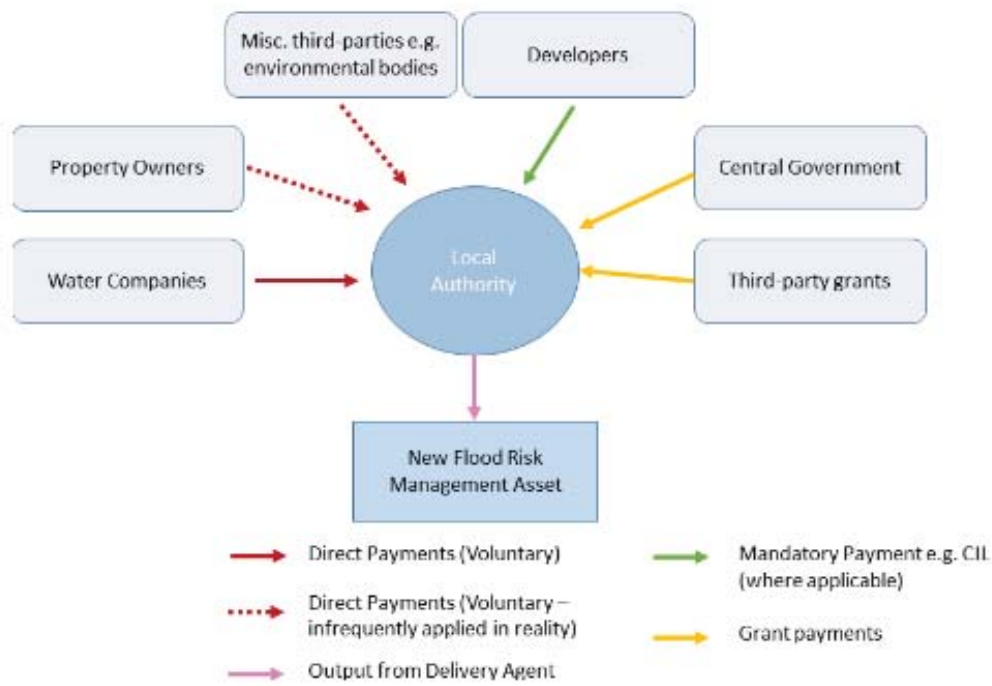 Misc. third-parties e.g.
environmental bodies
Developers
Property Owners
Central Government
Water Companies
Local
Authority
Third-party grants
New Flood Risk
Management Asset
Direct Payments (Voluntary)
Mandatory Payment e.g. CIL
(where applicable)
Direct Payments (Voluntary –
infrequently applied in reality)
Grant payments
Output from Delivery Agent